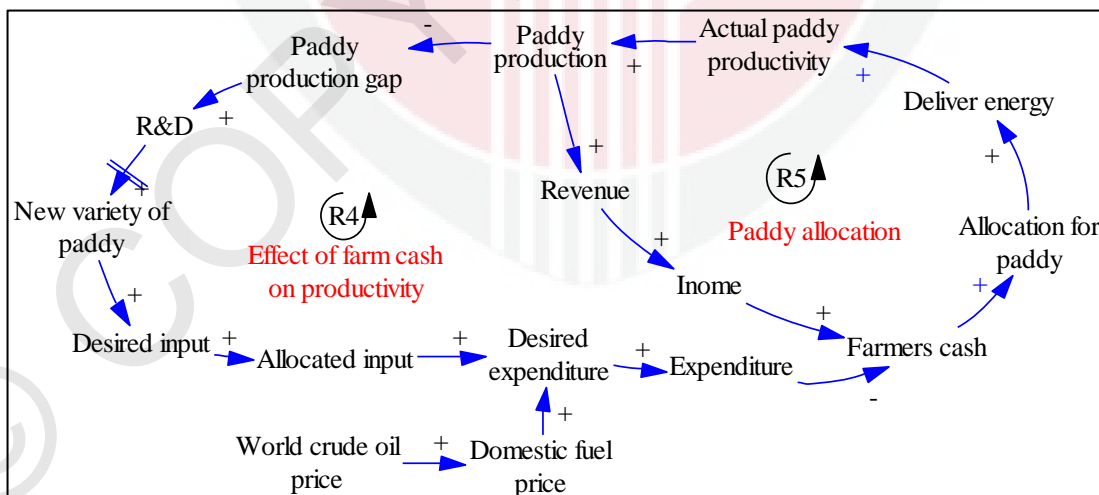 Paddy
production gap
-
Paddy
production
+
Actual paddy
productivity
+
Deliver energy
+
R&D
+
+
New variety of
paddy
R4
Effect of farm cash
on productivity
Revenue
+
R5
Paddy allocation
Allocation for
paddy
+
+
Inome
+
Farmers cash
+
Desired input
+
Allocated input
+
Desired
expenditure
+
Expenditure
-
World crude oil
price
+
Domestic fuel
price
+
© COPY